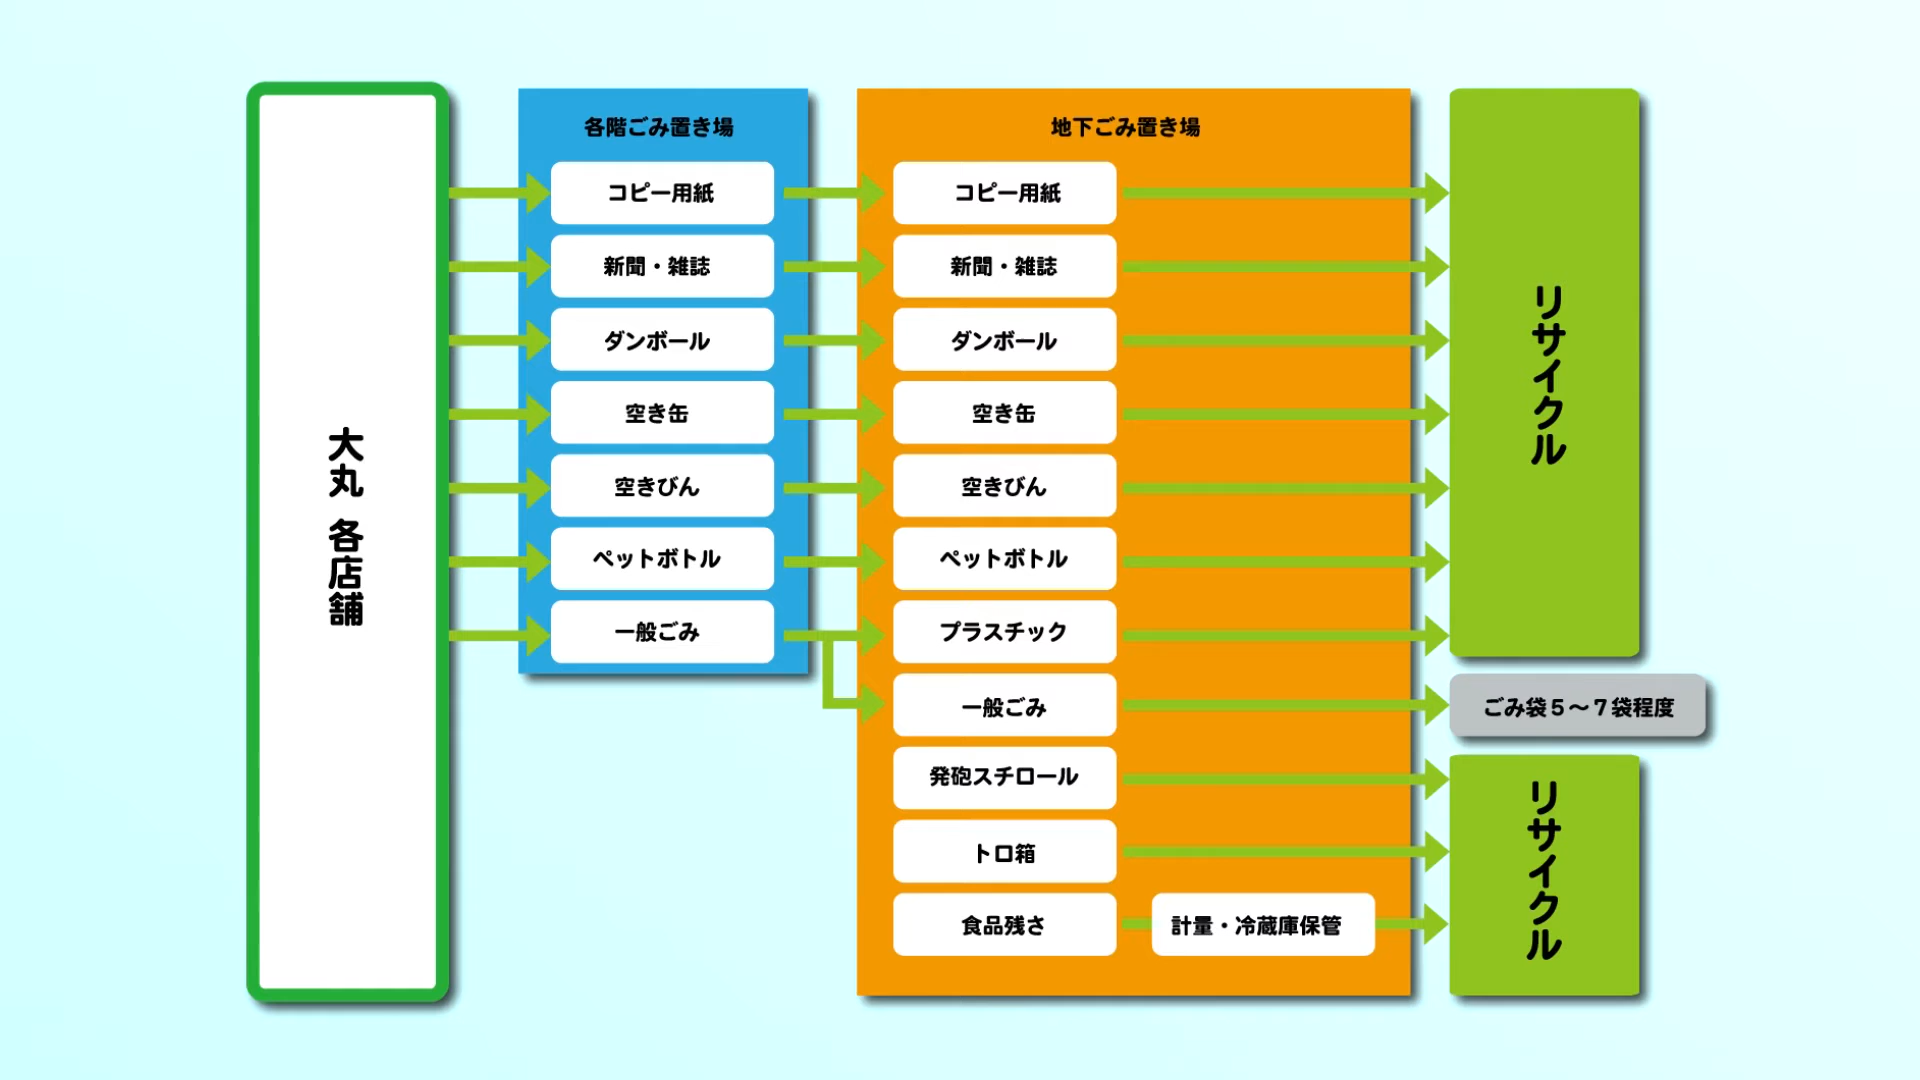 大丸 各店舗
各階ごみ置き場
コピー用紙
新聞・雑誌
ダンボール
空き缶
空きびん
ペットボトル
一般ごみ
地下ごみ置き場
コピー用紙
新聞・雑誌
ダンボール
空き缶
空きびん
ペットボトル
プラスチック
一般ごみ
発砲スチロール
トロ箱
食品残さ
計量・冷蔵庫保管
リサイクル
ごみ袋５～７袋程度
リサイクル